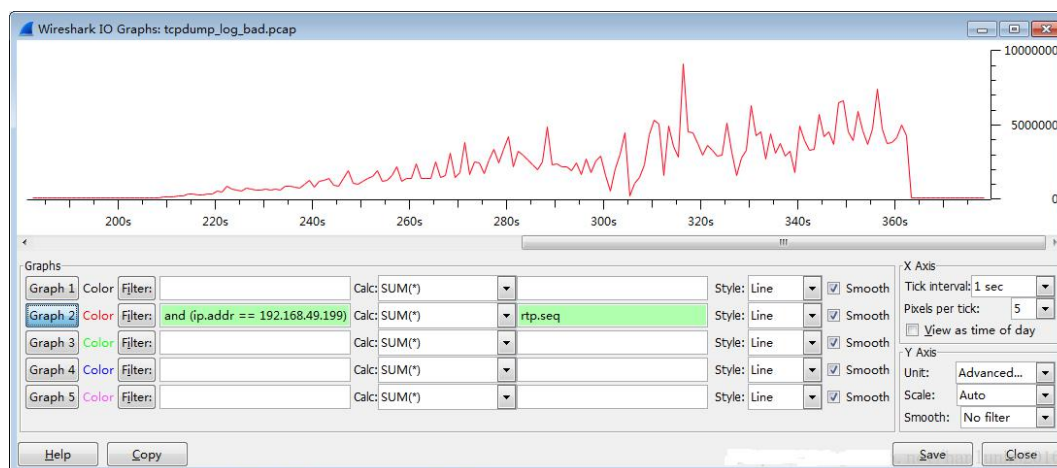 Wireshark IO Graphs: tcpdump_log_bad.pcap
10000000
5000000
0
200s 220s 240s 260s 280s 300s 320s 340s 360s
Graphs
Graph 1 Color Filter: Calc: SUM(*) Style: Line Smooth
Graph 2 Color Filter: and (ip.addr == 192.168.49.199) Calc: SUM(*) rtp.seq Style: Line Smooth
Graph 3 Color Filter: Calc: SUM(*) Style: Line Smooth
Graph 4 Color Filter: Calc: SUM(*) Style: Line Smooth
Graph 5 Color Filter: Calc: SUM(*) Style: Line Smooth
X Axis
Tick interval: 1 sec
Pixels per tick: 5
View as time of day
Y Axis
Unit: Advanced...
Scale: Auto
Smooth: No filter
Help Copy Save Close